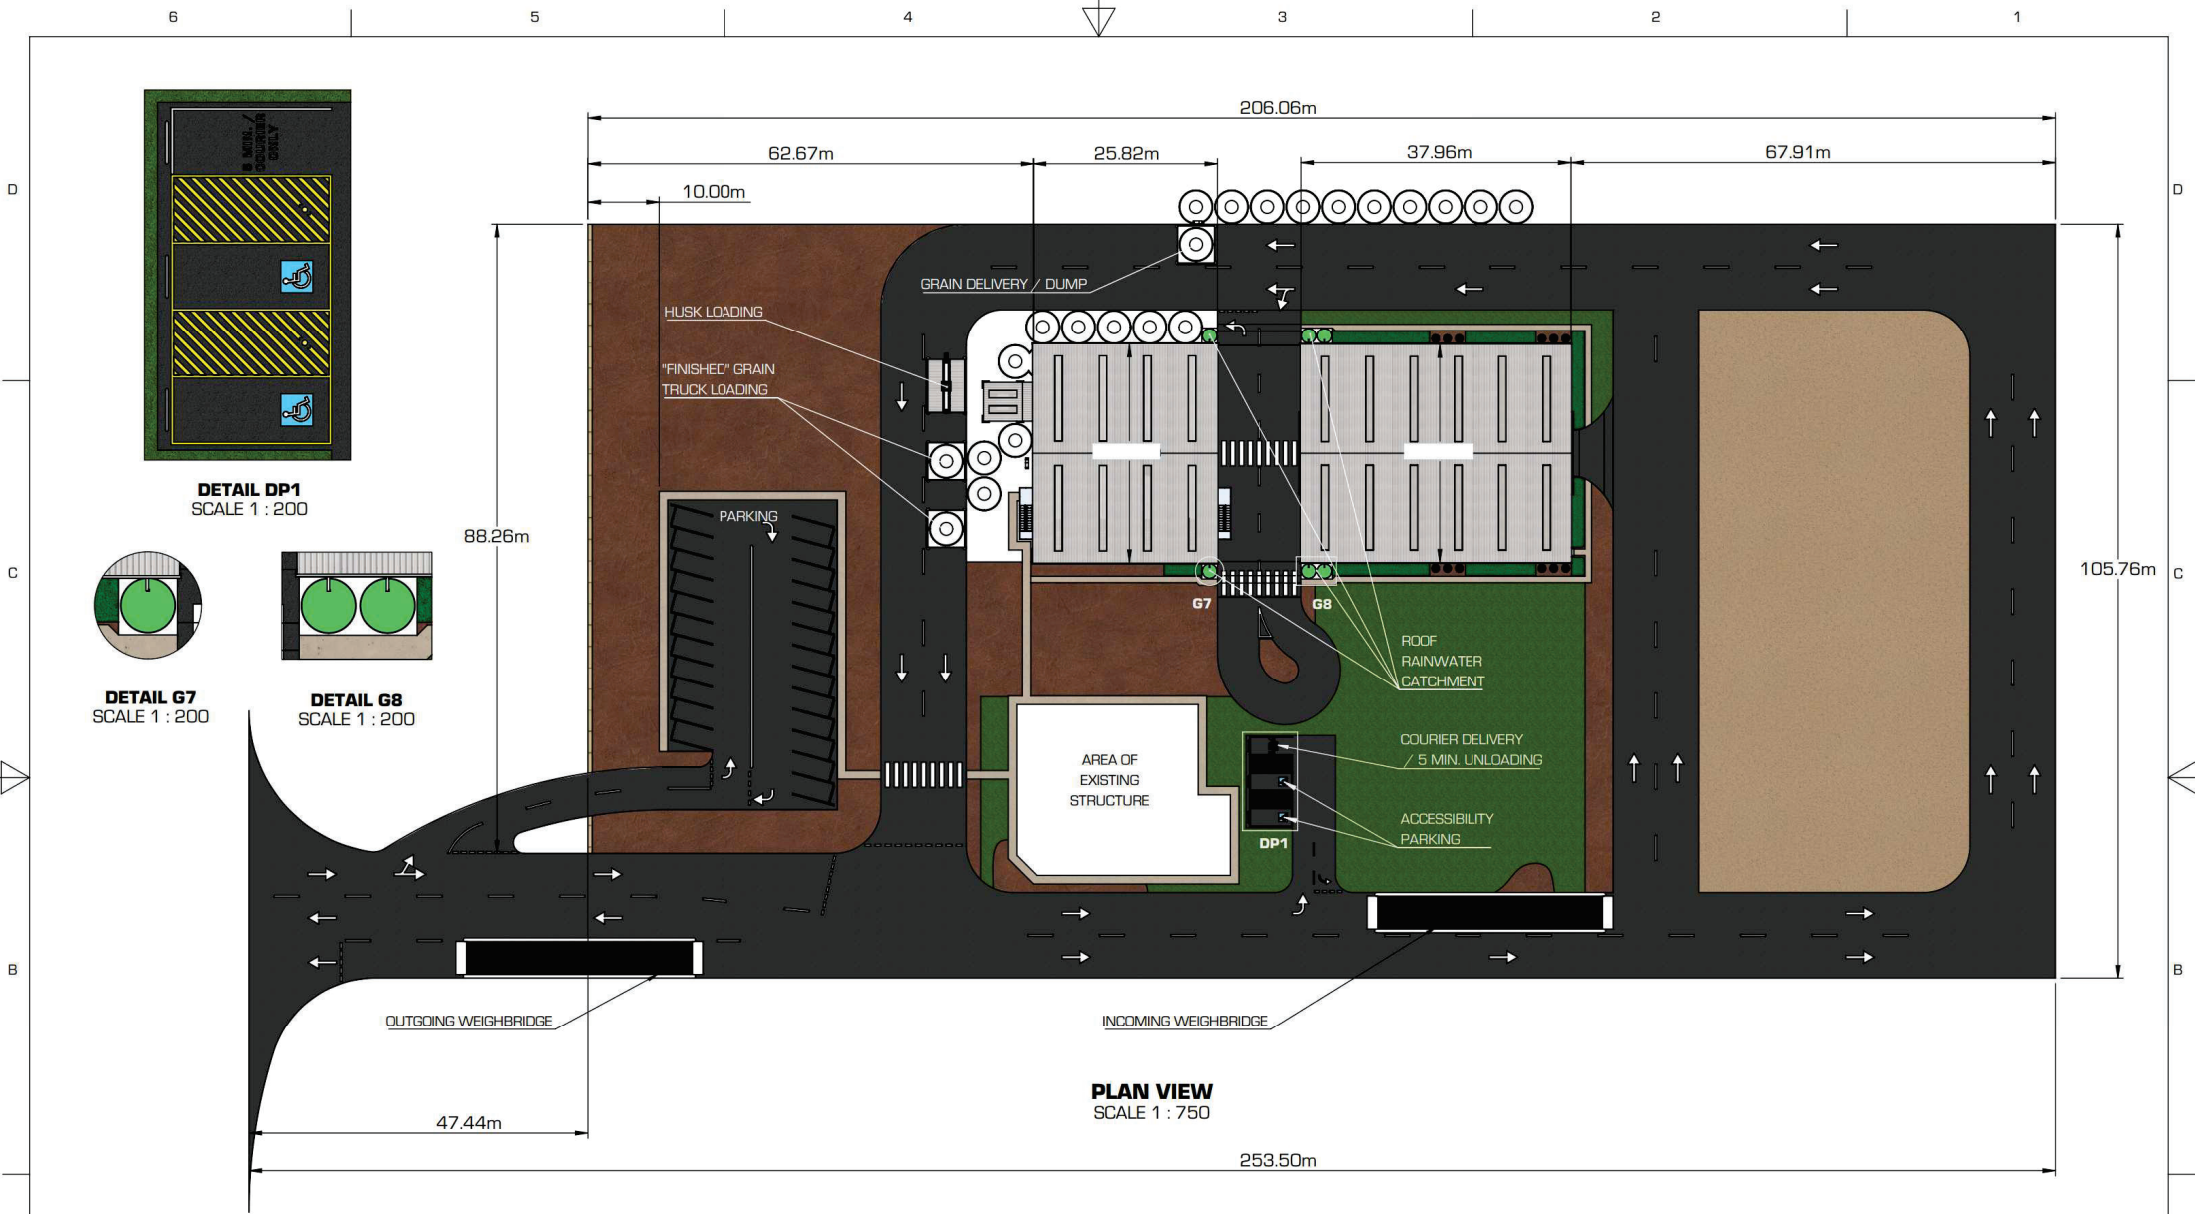 6
5
4
3
2
1
D
D
C
C
B
B
5 MIN. /
COURIER
ONLY
DETAIL DP1
SCALE 1 : 200
DETAIL G7
SCALE 1 : 200
DETAIL G8
SCALE 1 : 200
206.06m
62.67m
25.82m
37.96m
67.91m
10.00m
88.26m
105.76m
GRAIN DELIVERY / DUMP
HUSK LOADING
"FINISHED" GRAIN
TRUCK LOADING
PARKING
G7
G8
ROOF
RAINWATER
CATCHMENT
AREA OF
EXISTING
STRUCTURE
COURIER DELIVERY
/ 5 MIN. UNLOADING
ACCESSIBILITY
PARKING
DP1
OUTGOING WEIGHBRIDGE
INCOMING WEIGHBRIDGE
PLAN VIEW
SCALE 1 : 750
47.44m
253.50m